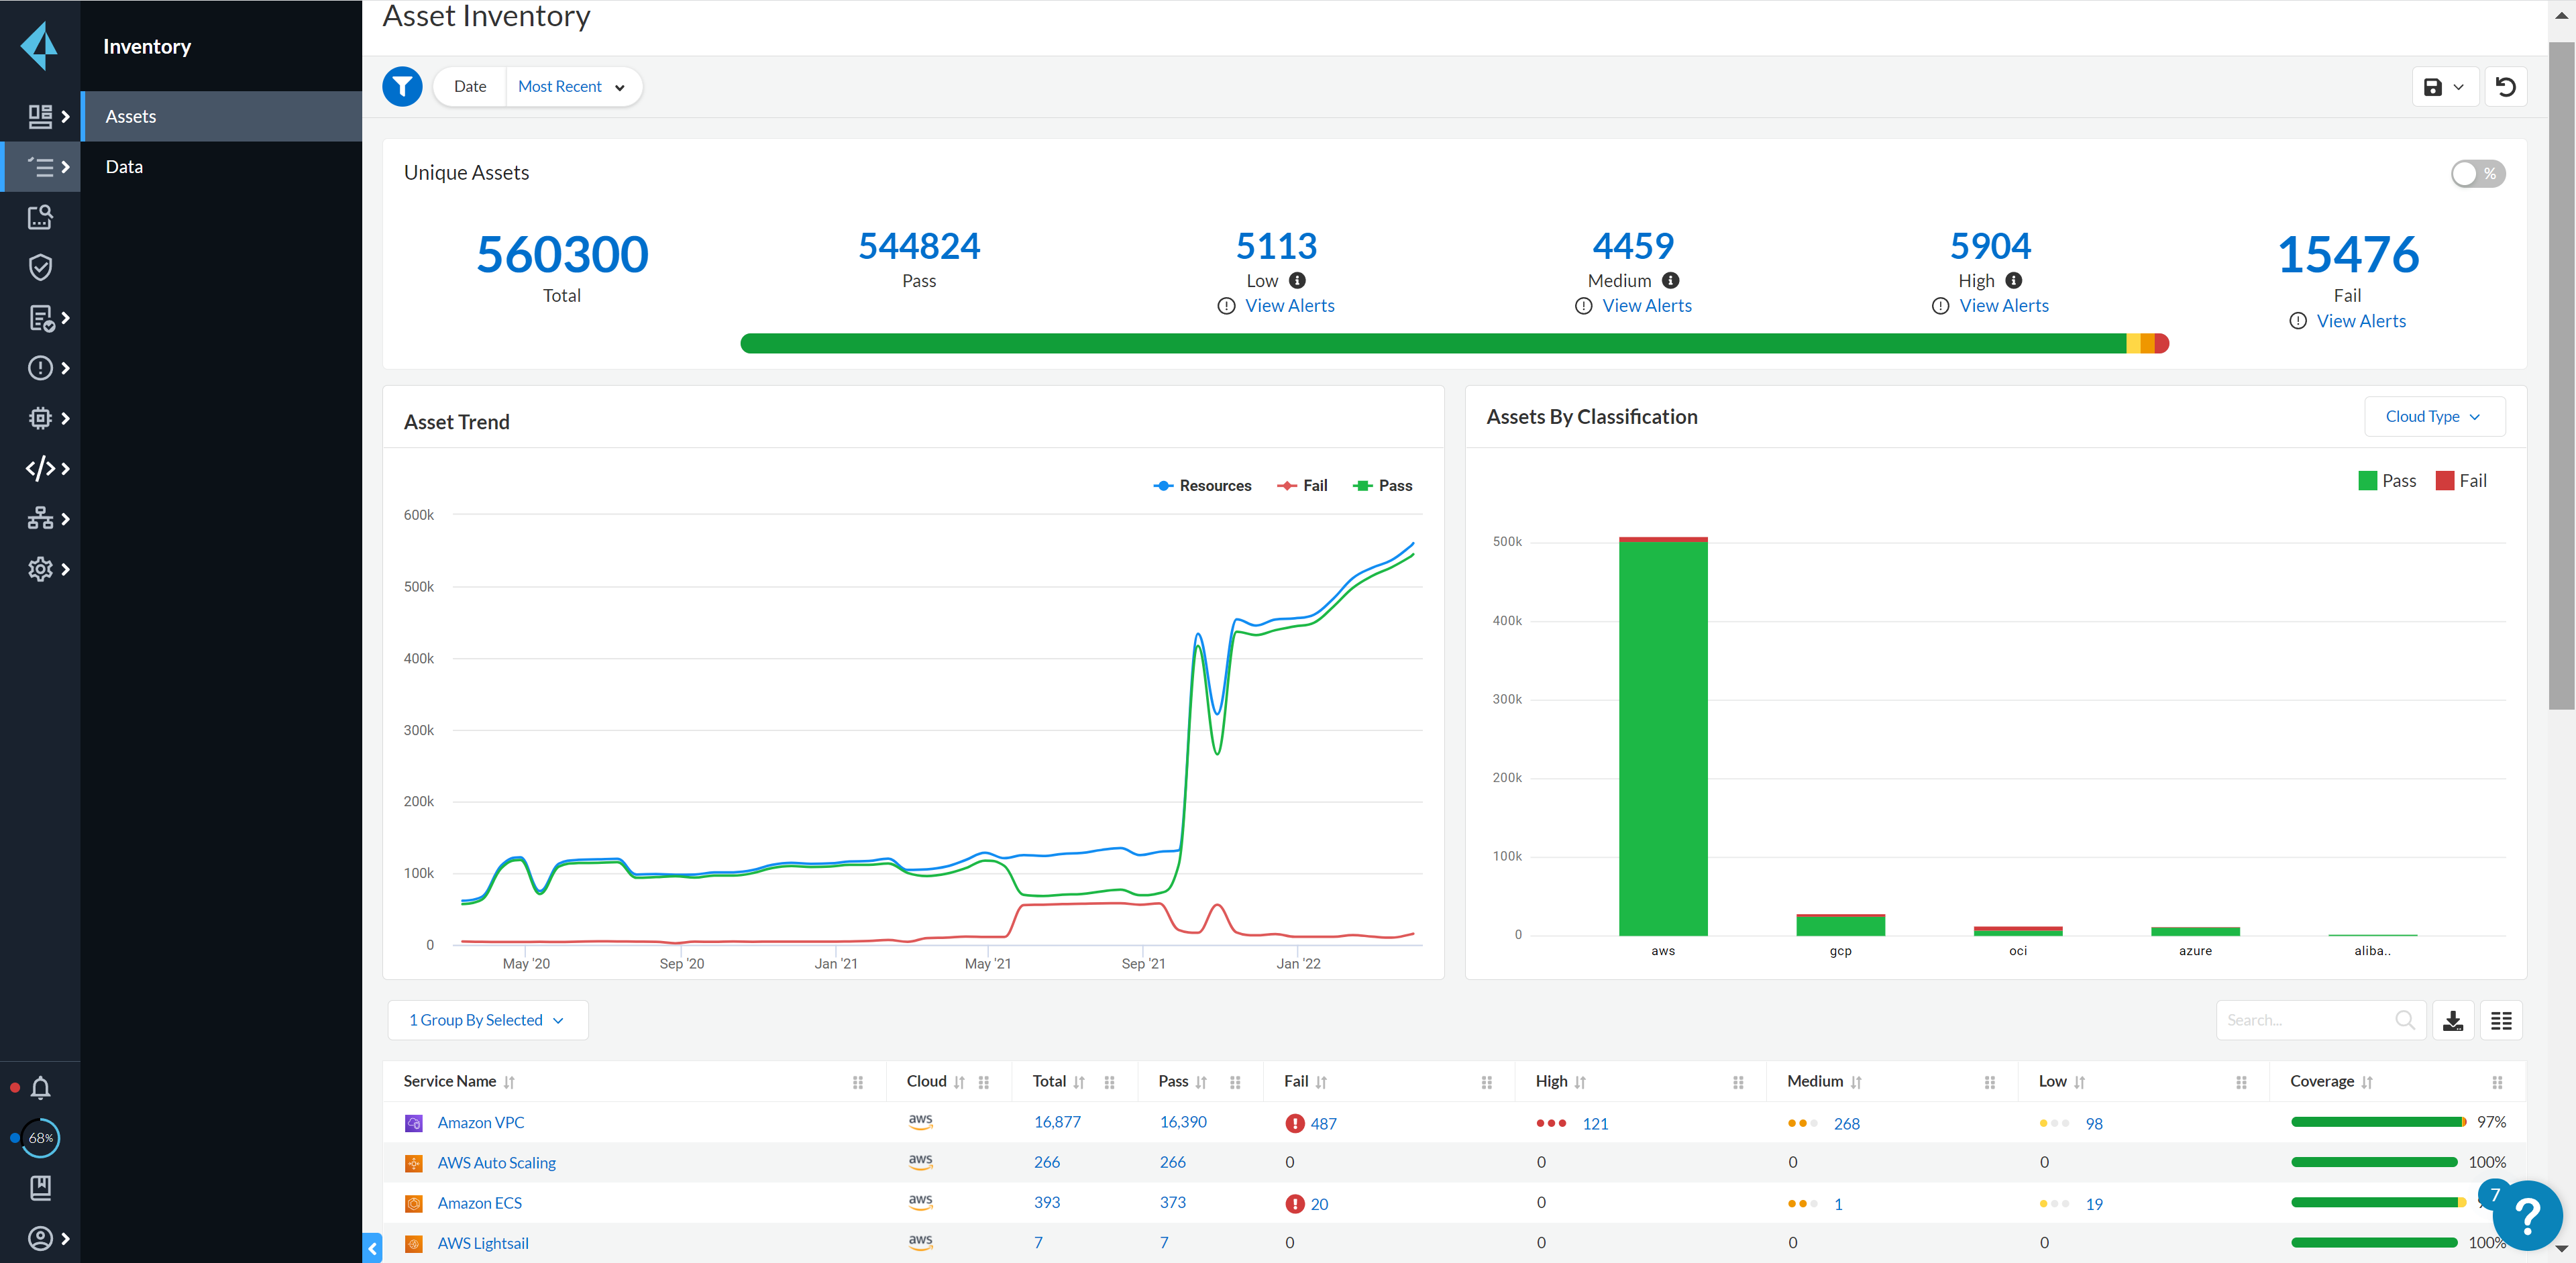 Asset Inventory
Inventory
Date Most Recent
Assets
Data
Unique Assets
%
560300
Total
544824
Pass
5113
Low
View Alerts
4459
Medium
View Alerts
5904
High
View Alerts
15476
Fail
View Alerts
Asset Trend
Resources Fail Pass
600k
500k
400k
300k
200k
100k
0
May '20 Sep '20 Jan '21 May '21 Sep '21 Jan '22
Assets By Classification
Cloud Type
Pass Fail
500k
400k
300k
200k
100k
0
aws gcp oci azure aliba..
1 Group By Selected
Search...
Service Name Cloud Total Pass Fail High Medium Low Coverage
Amazon VPC aws 16,877 16,390 487 121 268 98 97%
AWS Auto Scaling aws 266 266 0 0 0 0 100%
Amazon ECS aws 393 373 20 0 1 19
AWS Lightsail aws 7 7 0 0 0 0 100%
68%
7
?